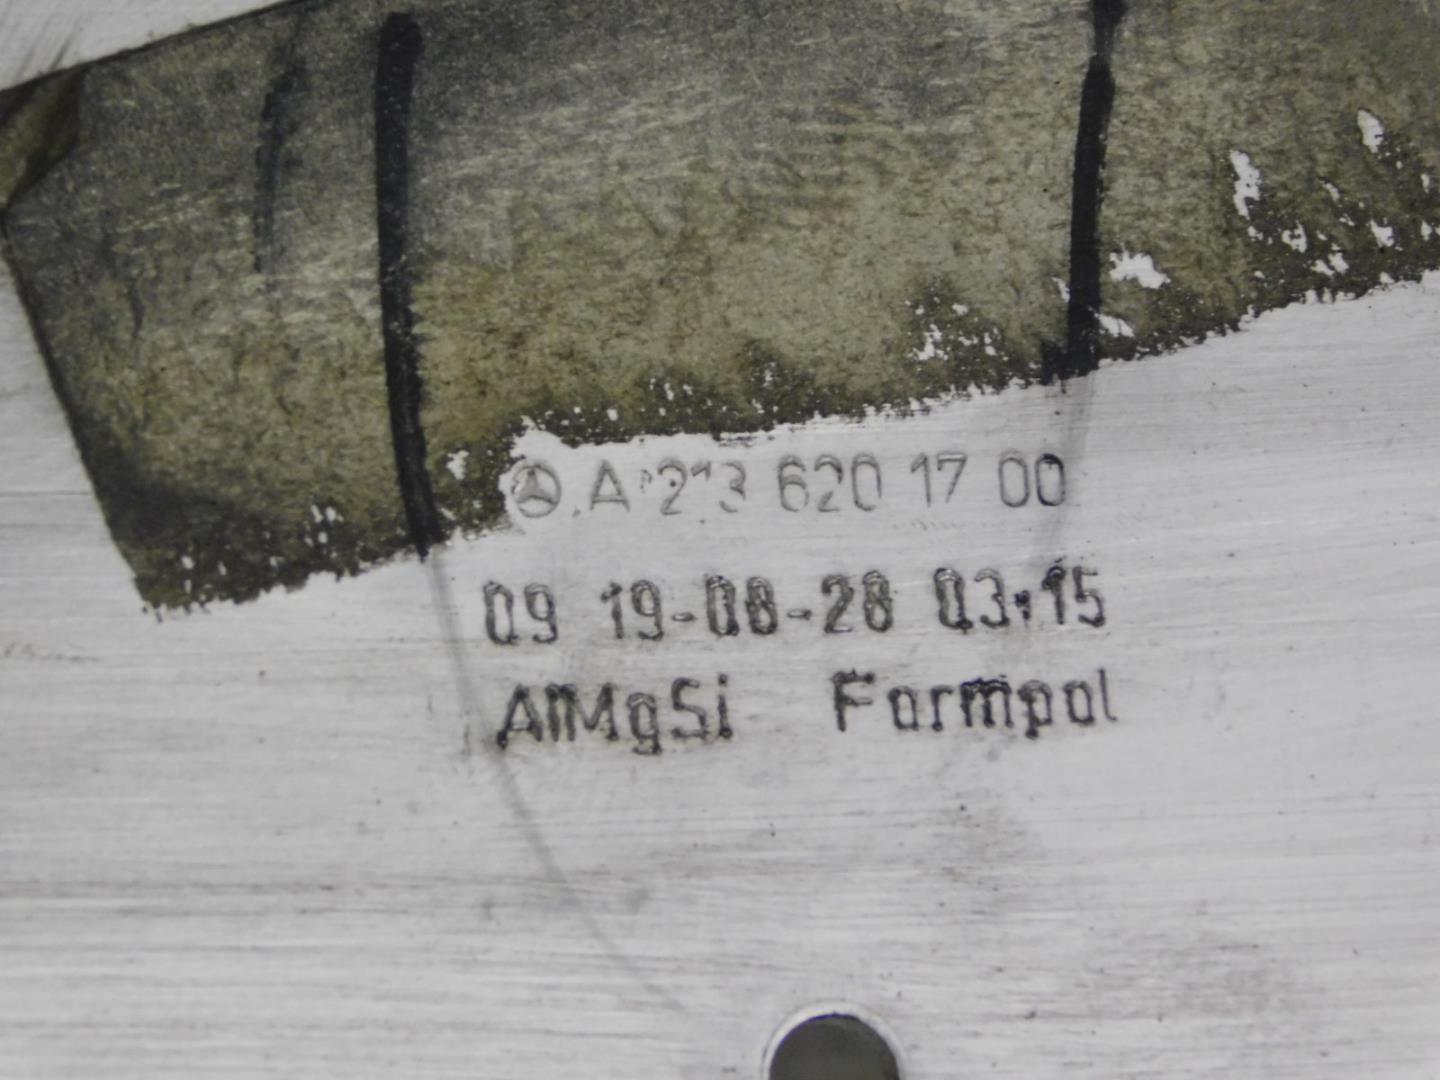 A 213 620 17 00
09 19-08-28 03:15
AlMgSi Formpol